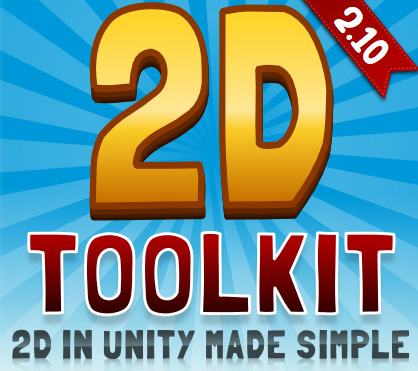 2.10
2D
TOOLKIT
2D IN UNITY MADE SIMPLE